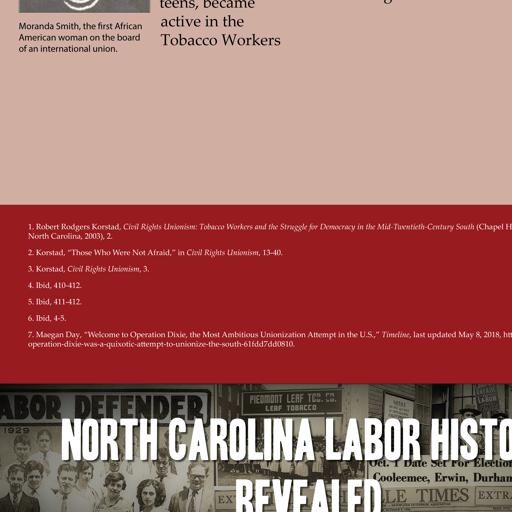 teens, became
active in the
Tobacco Workers
Moranda Smith, the first African
American woman on the board
of an international union.
1. Robert Rodgers Korstad, Civil Rights Unionism: Tobacco Workers and the Struggle for Democracy in the Mid-Twentieth-Century South (Chapel H
North Carolina, 2003), 2.
2. Korstad, “Those Who Were Not Afraid,” in Civil Rights Unionism, 13-40.
3. Korstad, Civil Rights Unionism, 3.
4. Ibid, 410-412.
5. Ibid, 411-412.
6. Ibid, 4-5.
7. Maegan Day, “Welcome to Operation Dixie, the Most Ambitious Unionization Attempt in the U.S.,” Timeline, last updated May 8, 2018, htt
operation-dixie-was-a-quixotic-attempt-to-unionize-the-south-61fdd7dd0810.
ABOR DEFENDER
1929
PIEDMONT LEAF TOB. CO.
LEAF TOBACCO
NORTH CAROLINA LABOR HISTO
REVEALED
Oct. 1 Date Set For Election
Cooleemee, Erwin, Durham
LE TIMES
EXT
EXTRA